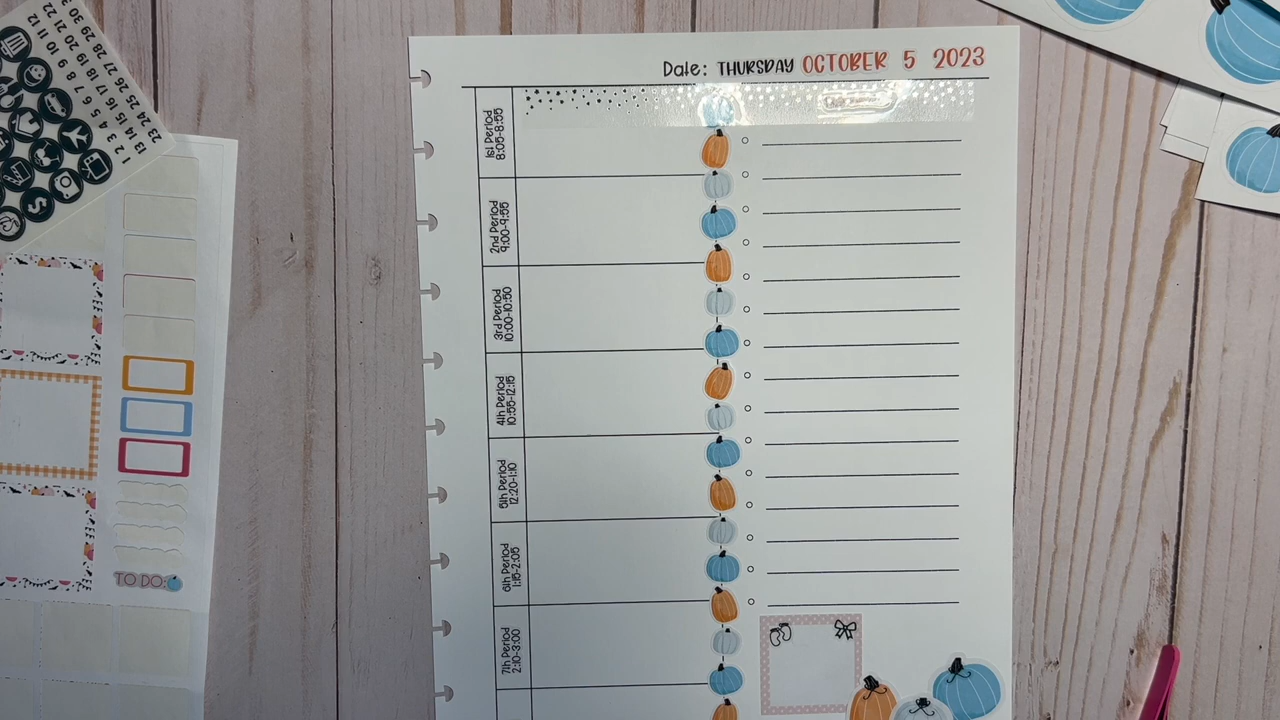 Date: THURSDAY OCTOBER 5 2023
1st Period
8:05-8:55
2nd Period
9:00-9:55
3rd Period
10:00-10:50
4th Period
10:55-12:15
5th Period
12:20-1:10
6th Period
1:15-2:05
7th Period
2:10-3:00
TO DO: